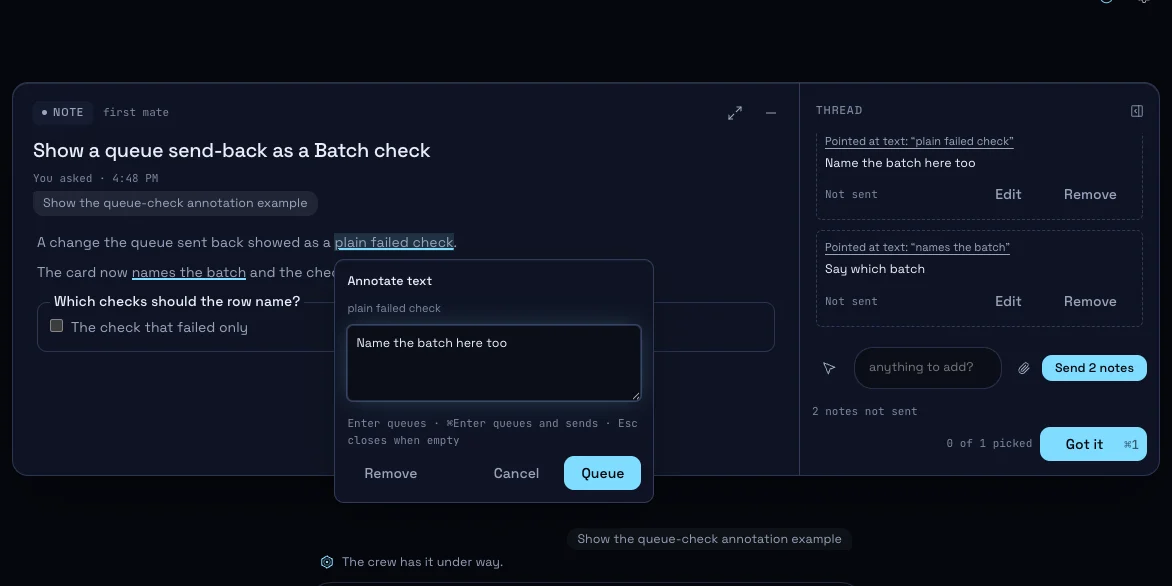 NOTE first mate
Show a queue send-back as a Batch check
You asked · 4:48 PM
Show the queue-check annotation example
A change the queue sent back showed as a plain failed check.
The card now names the batch and the chec
Which checks should the row name?
The check that failed only
Annotate text
plain failed check
Name the batch here too
Enter queues · ⌘Enter queues and sends · Esc
closes when empty
Remove Cancel Queue
THREAD
Pointed at text: “plain failed check”
Name the batch here too
Not sent Edit Remove
Pointed at text: “names the batch”
Say which batch
Not sent Edit Remove
anything to add? Send 2 notes
2 notes not sent
0 of 1 picked Got it ⌘1
Show the queue-check annotation example
The crew has it under way.